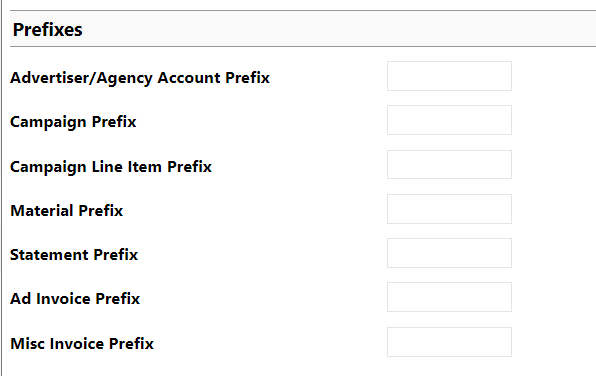 Prefixes
Advertiser/Agency Account Prefix
Campaign Prefix
Campaign Line Item Prefix
Material Prefix
Statement Prefix
Ad Invoice Prefix
Misc Invoice Prefix